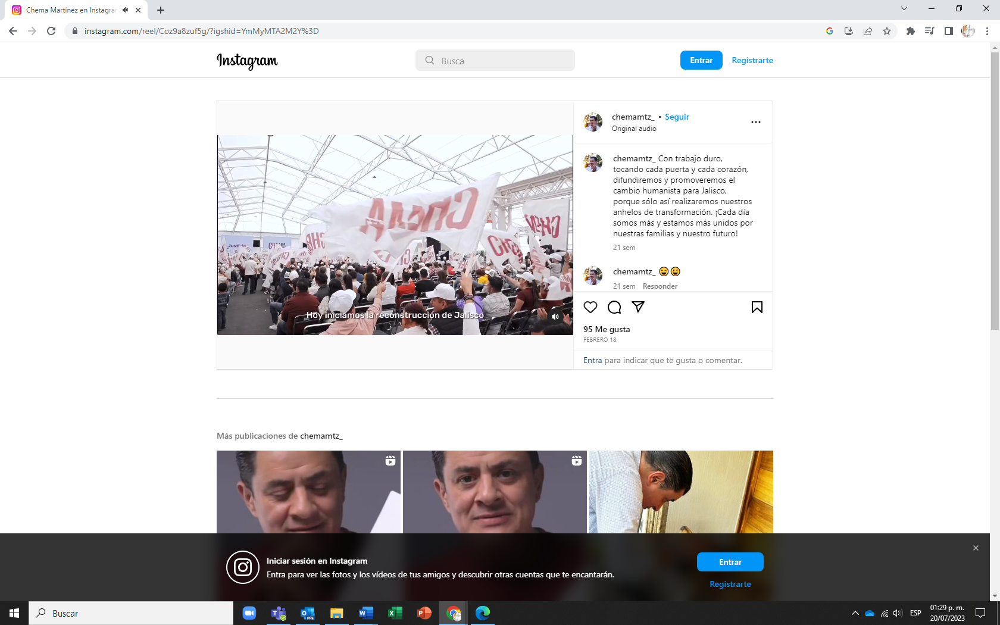 Chema Martínez en Instagram
instagram.com/reel/Coz9a8zuf5g/?igshid=YmMyMTA2M2Y%3D
Instagram
Busca
Entrar
Registrarte
chemamtz_ • Seguir
Original audio
chemamtz_ Con trabajo duro,
tocando cada puerta y cada corazón,
difundiremos y promoveremos el
cambio humanista para Jalisco,
porque sólo así realizaremos nuestros
anhelos de transformación. ¡Cada día
somos más y estamos más unidos por
nuestras familias y nuestro futuro!
21 sem
chemamtz_ 😄😃
21 sem Responder
CHEMA
CHEMA
Justicia
CHEMA
Hoy iniciamos la reconstrucción de Jalisco
95 Me gusta
FEBRERO 18
Entra para indicar que te gusta o comentar.
Más publicaciones de chemamtz_
Iniciar sesión en Instagram
Entra para ver las fotos y los vídeos de tus amigos y descubrir otras cuentas que te encantarán.
Entrar
Registrarte
Buscar
ESP
01:29 p. m.
20/07/2023